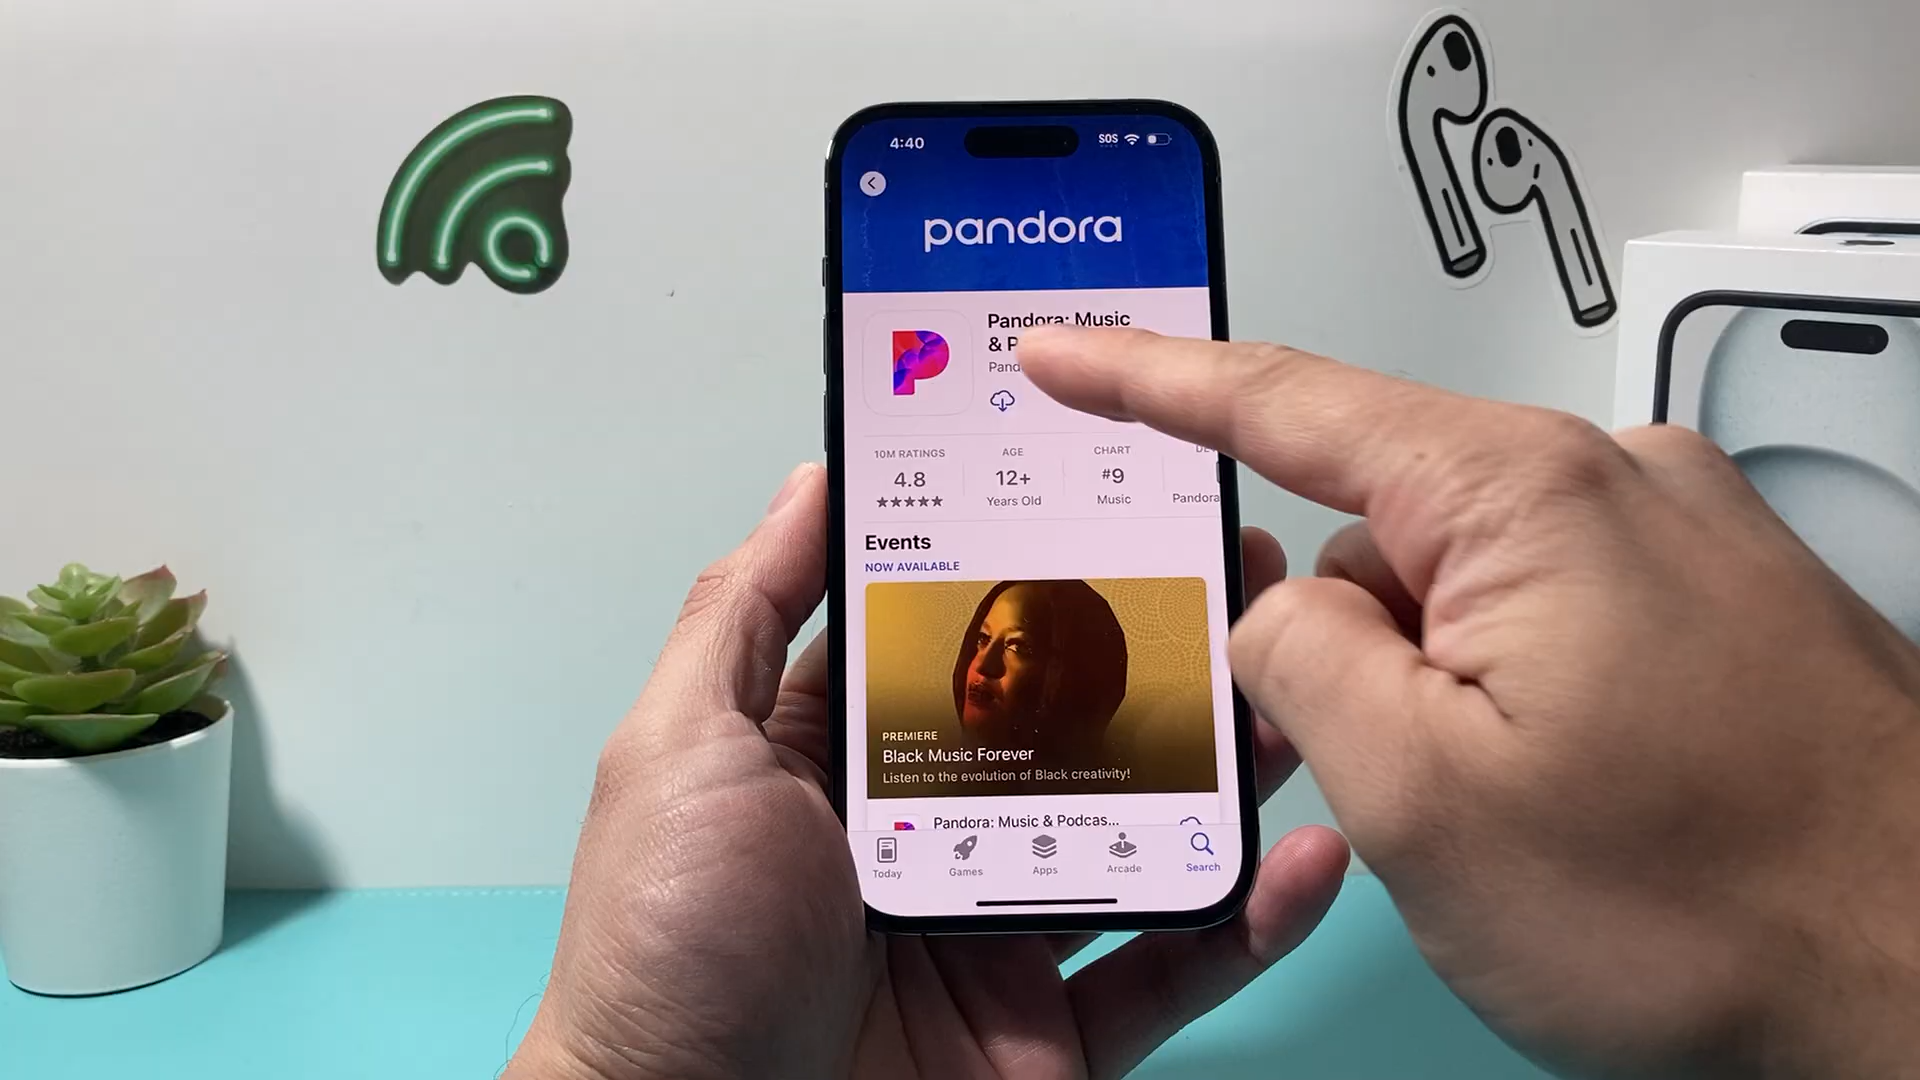 4:40
SOS
pandora
Pandora: Music
& P
Pand
10M RATINGS
AGE
CHART
4.8
12+
#9
★★★★★
Years Old
Music
Pandora
Events
NOW AVAILABLE
PREMIERE
Black Music Forever
Listen to the evolution of Black creativity!
Pandora: Music & Podcas...
Today
Games
Apps
Arcade
Search